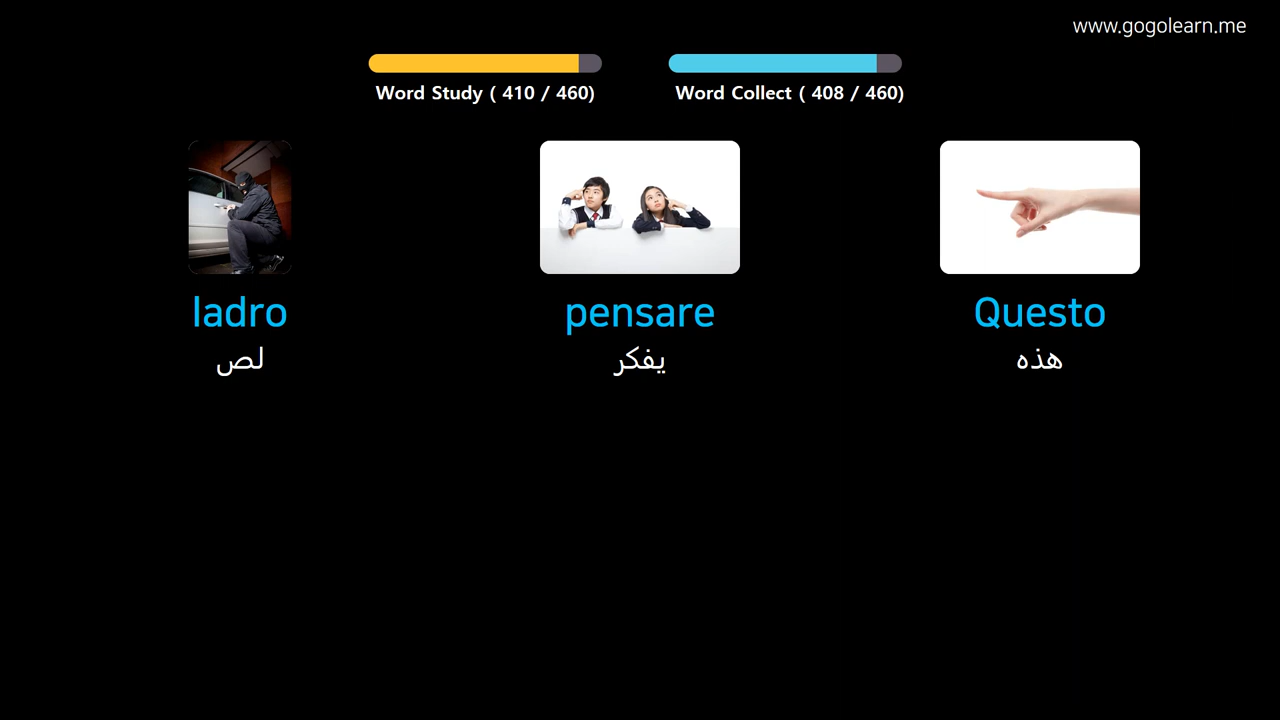 www.gogolearn.me
Word Study ( 410 / 460)
Word Collect ( 408 / 460)
ladro
pensare
Questo
لص
يفكر
هذه